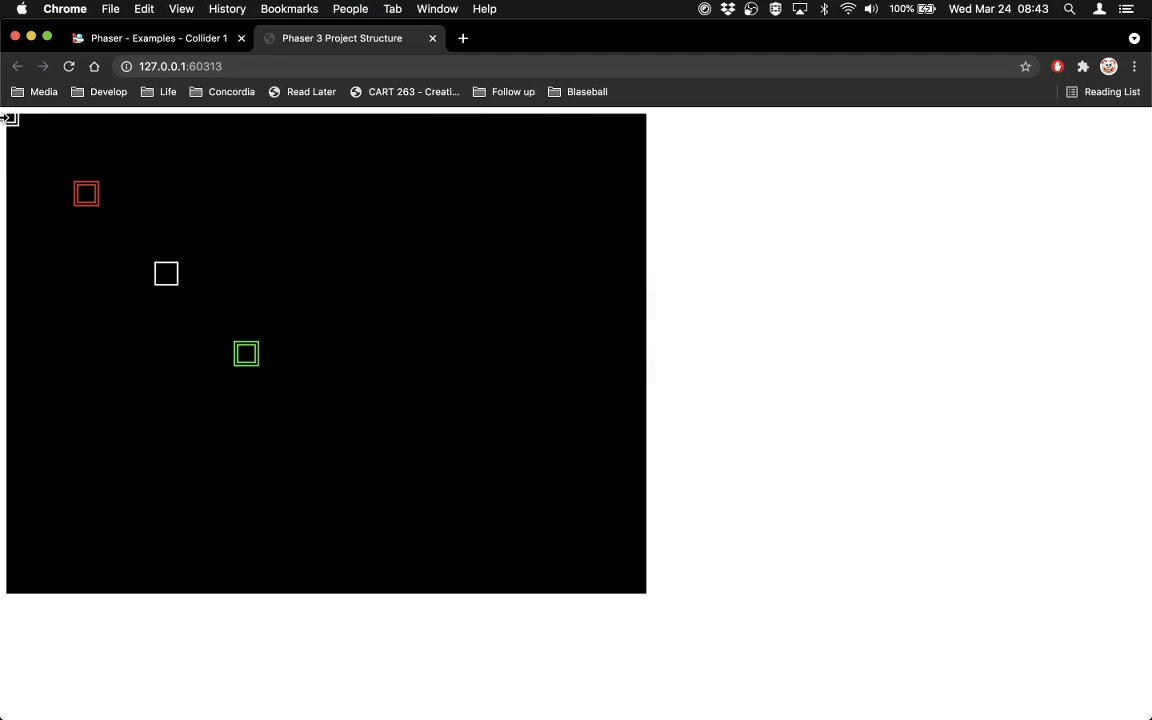 Chrome File Edit View History Bookmarks People Tab Window Help 100% Wed Mar 24 08:43
Phaser - Examples - Collider 1 Phaser 3 Project Structure
127.0.0.1:60313
Media Develop Life Concordia Read Later CART 263 - Creati... Follow up Blaseball Reading List